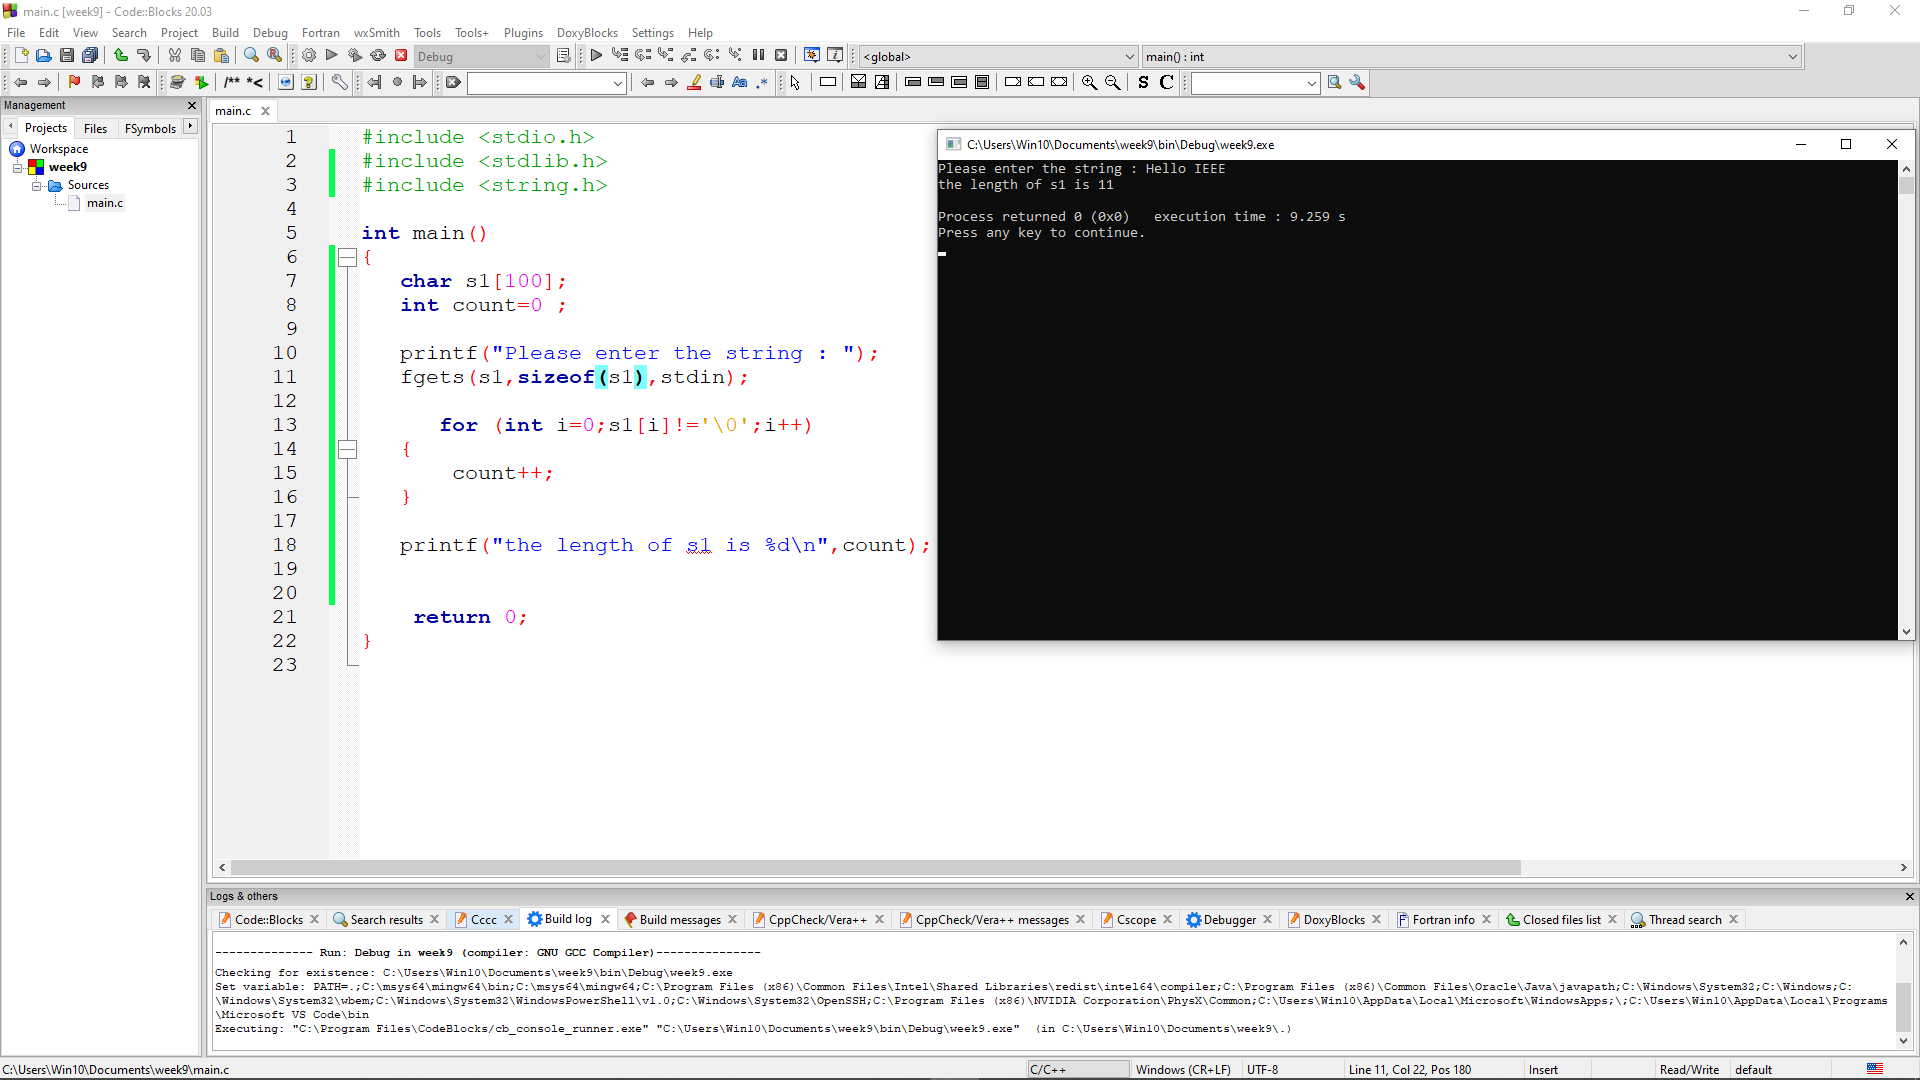 main.c [week9] - Code::Blocks 20.03
File Edit View Search Project Build Debug Fortran wxSmith Tools Tools+ Plugins DoxyBlocks Settings Help
Debug
<global>
main() : int
/** *<
Aa .*
S C
Management
Projects Files FSymbols
Workspace
week9
Sources
main.c
main.c
1 #include <stdio.h>
2 #include <stdlib.h>
3 #include <string.h>
4
5 int main()
6 {
7 char s1[100];
8 int count=0 ;
9
10 printf("Please enter the string : ");
11 fgets(s1,sizeof(s1),stdin);
12
13 for (int i=0;s1[i]!='\0';i++)
14 {
15 count++;
16 }
17
18 printf("the length of s1 is %d\n",count);
19
20
21 return 0;
22 }
23
C:\Users\Win10\Documents\week9\bin\Debug\week9.exe
Please enter the string : Hello IEEE
the length of s1 is 11
Process returned 0 (0x0)   execution time : 9.259 s
Press any key to continue.
Logs & others
Code::Blocks Search results Cccc Build log Build messages CppCheck/Vera++ CppCheck/Vera++ messages Cscope Debugger DoxyBlocks Fortran info Closed files list Thread search
-------------- Run: Debug in week9 (compiler: GNU GCC Compiler)---------------
Checking for existence: C:\Users\Win10\Documents\week9\bin\Debug\week9.exe
Set variable: PATH=.;C:\msys64\mingw64\bin;C:\msys64\mingw64;C:\Program Files (x86)\Common Files\Intel\Shared Libraries\redist\intel64\compiler;C:\Program Files (x86)\Common Files\Oracle\Java\javapath;C:\Windows\System32;C:\Windows;C:
\Windows\System32\wbem;C:\Windows\System32\WindowsPowerShell\v1.0;C:\Windows\System32\OpenSSH;C:\Program Files (x86)\NVIDIA Corporation\PhysX\Common;C:\Users\Win10\AppData\Local\Microsoft\WindowsApps;\;C:\Users\Win10\AppData\Local\Programs
\Microsoft VS Code\bin
Executing: "C:\Program Files\CodeBlocks/cb_console_runner.exe" "C:\Users\Win10\Documents\week9\bin\Debug\week9.exe"  (in C:\Users\Win10\Documents\week9\.)
C:\Users\Win10\Documents\week9\main.c C/C++ Windows (CR+LF) UTF-8 Line 11, Col 22, Pos 180 Insert Read/Write default